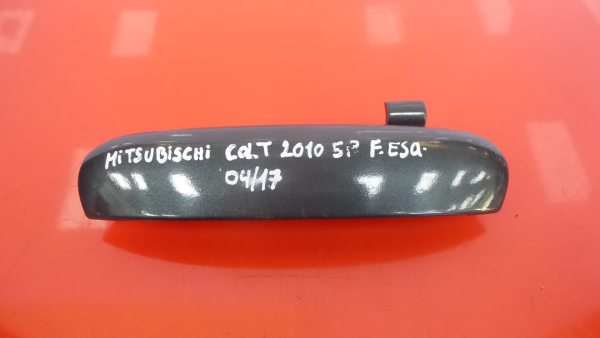 MiTSUBiSCHi COLT 2010 5P F.ESQ.
04/17